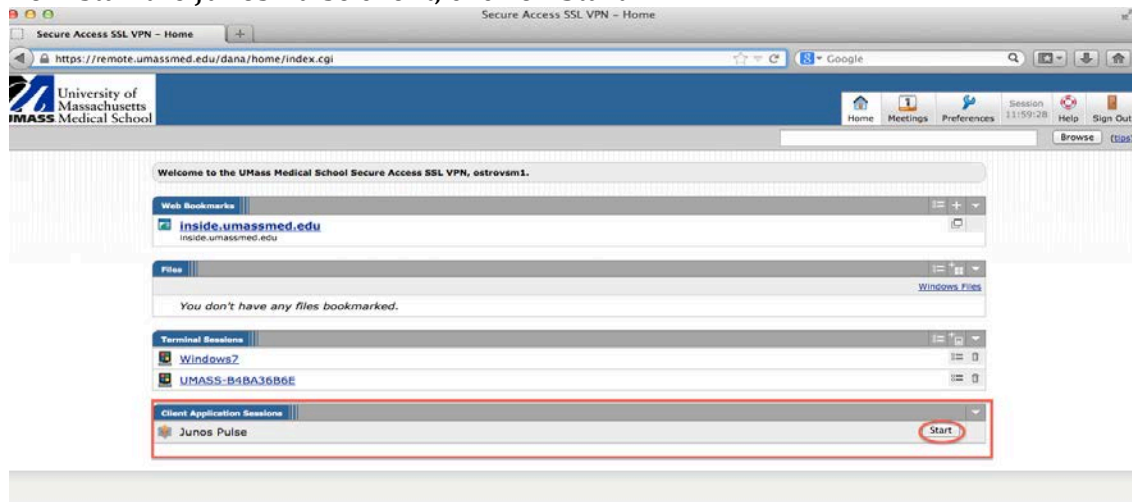 Secure Access SSL VPN – Home
Secure Access SSL VPN – Home
https://remote.umassmed.edu/dana/home/index.cgi
Google
University of
Massachusetts
UMASS Medical School
Home Meetings Preferences Session 11:59:28 Help Sign Out
Browse (tips)
Welcome to the UMass Medical School Secure Access SSL VPN, ostrovsm1.
Web Bookmarks
inside.umassmed.edu
inside.umassmed.edu
Files
Windows Files
You don't have any files bookmarked.
Terminal Sessions
Windows7
UMASS-B4BA36B6E
Client Application Sessions
Junos Pulse Start